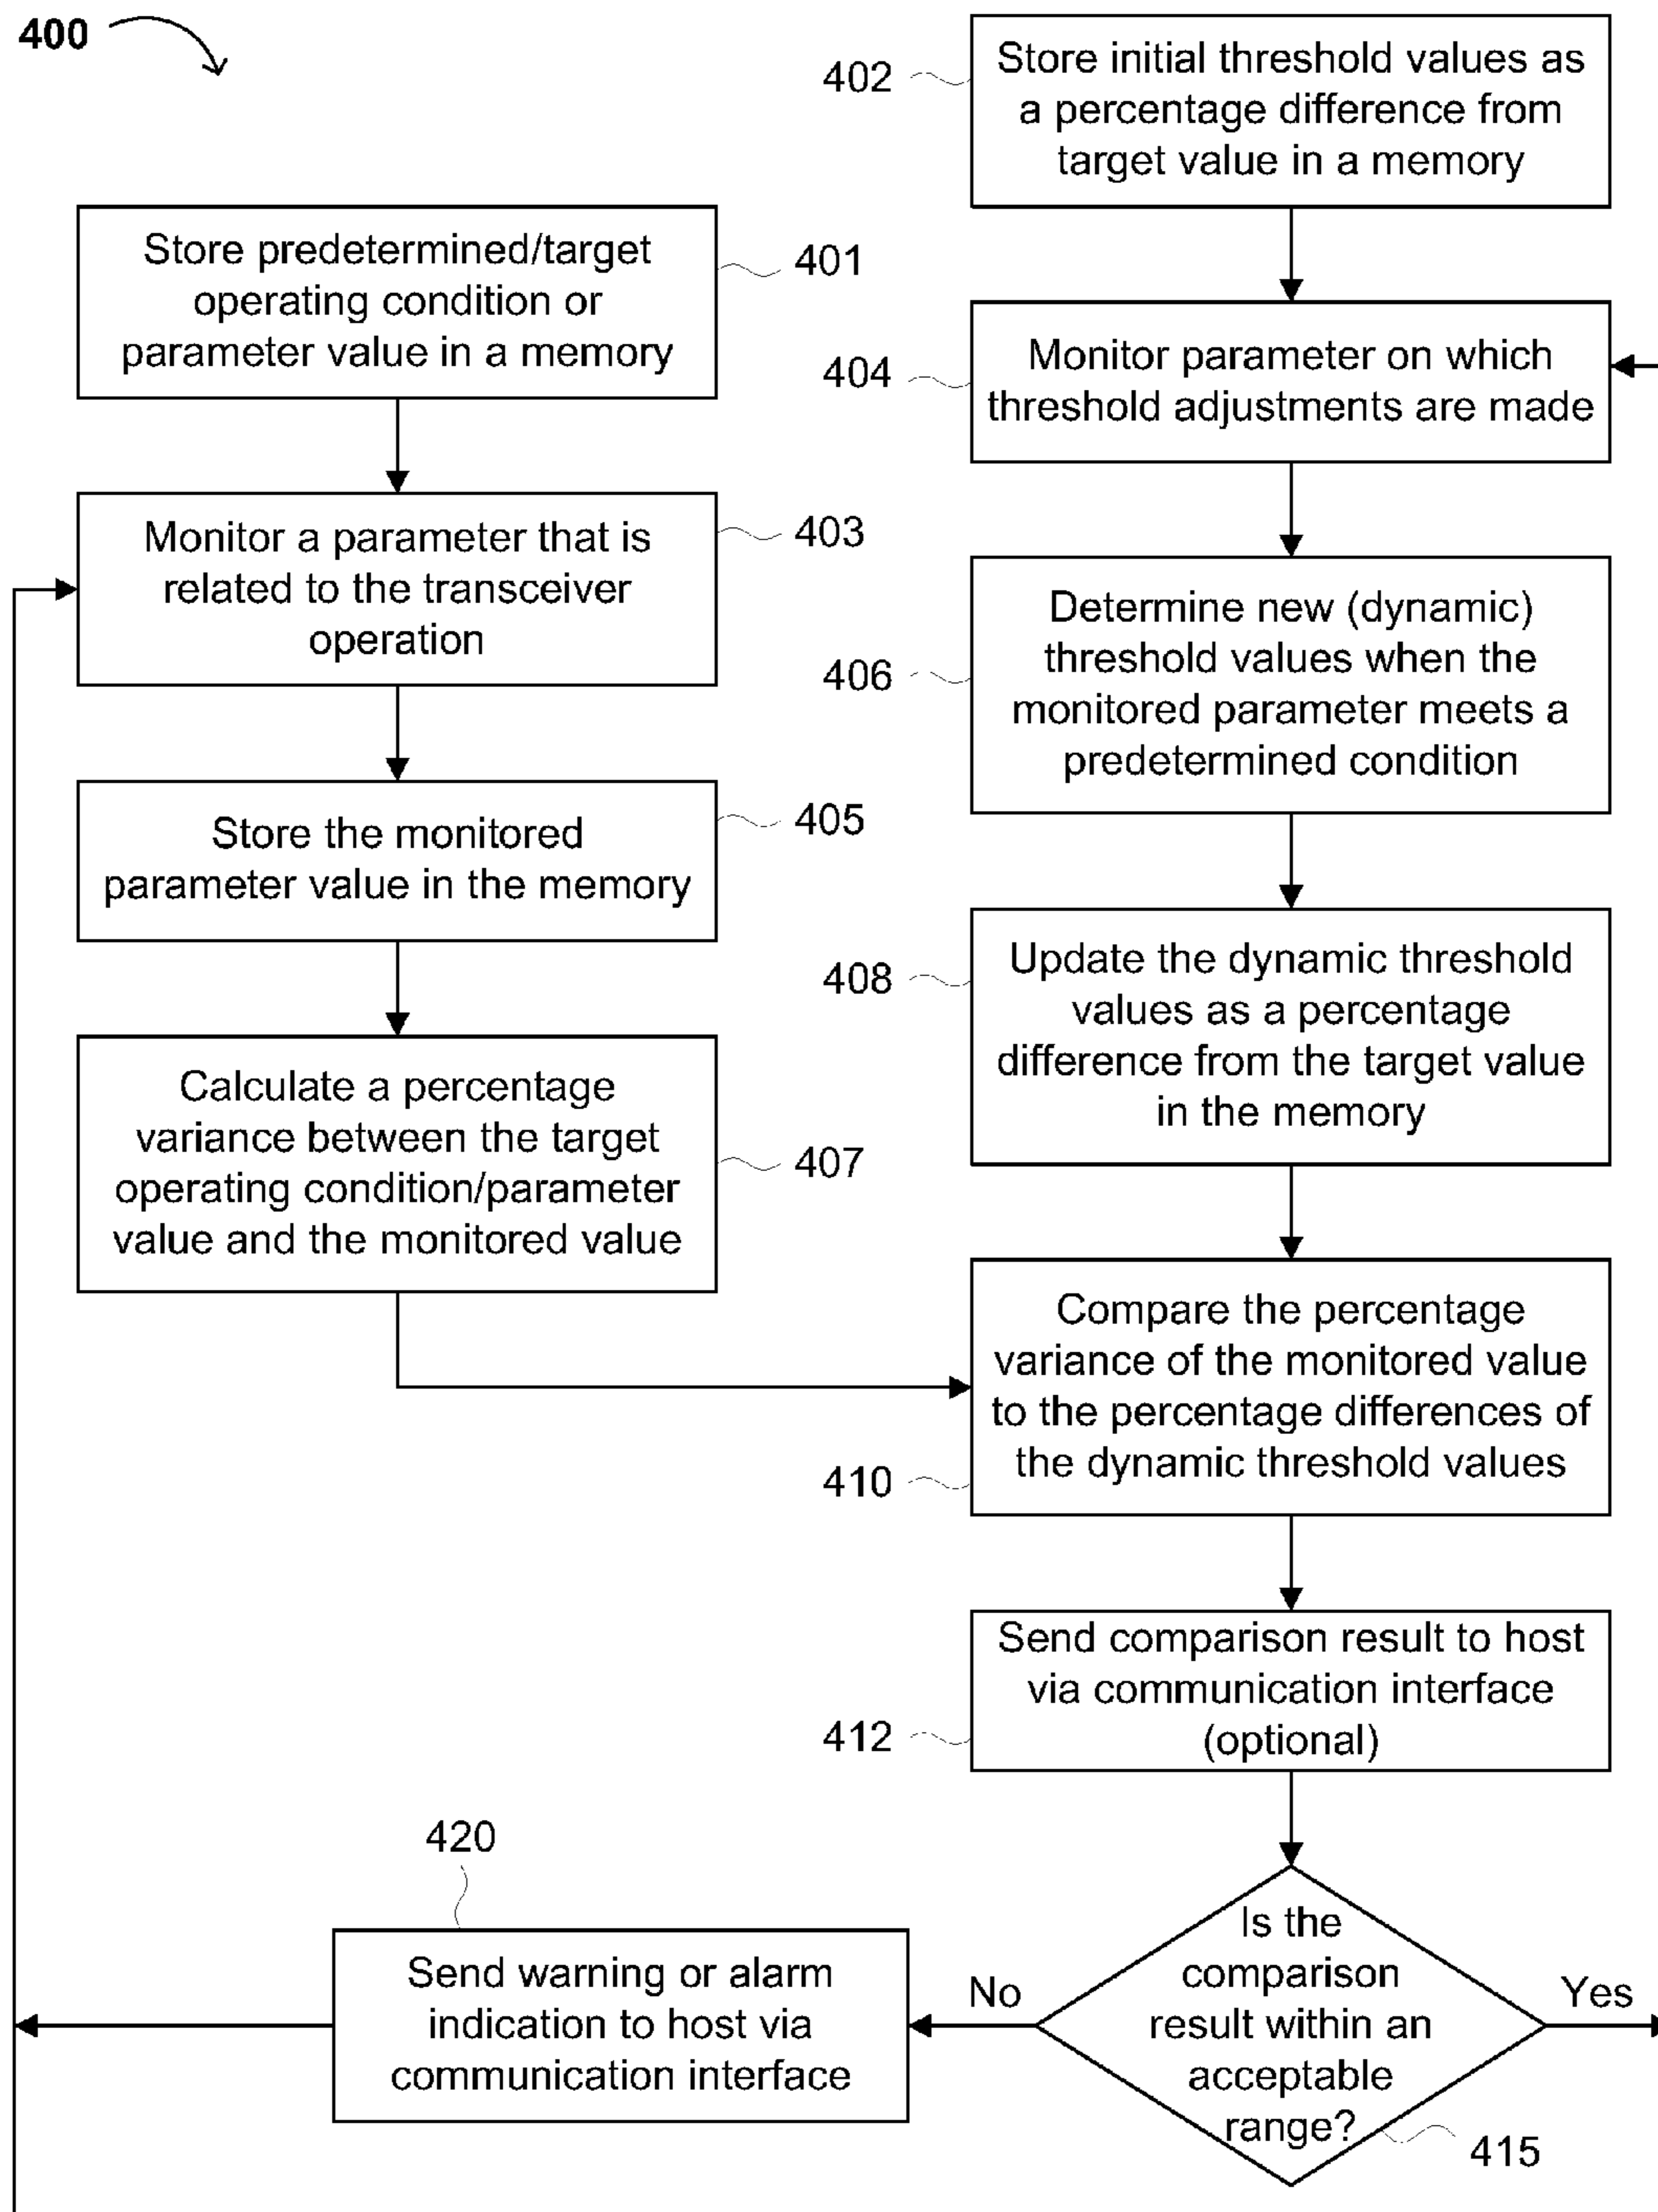 400
402
Store initial threshold values as
a percentage difference from
target value in a memory
Store predetermined/target
operating condition or
parameter value in a memory
401
404
Monitor parameter on which
threshold adjustments are made
Monitor a parameter that is
related to the transceiver
operation
403
406
Determine new (dynamic)
threshold values when the
monitored parameter meets a
predetermined condition
Store the monitored
parameter value in the memory
405
408
Update the dynamic threshold
values as a percentage
difference from the target value
in the memory
Calculate a percentage
variance between the target
operating condition/parameter
value and the monitored value
407
Compare the percentage
variance of the monitored value
to the percentage differences of
the dynamic threshold values
410
Send comparison result to host
via communication interface
(optional)
412
420
Send warning or alarm
indication to host via
communication interface
No
Is the
comparison
result within an
acceptable
range?
Yes
415